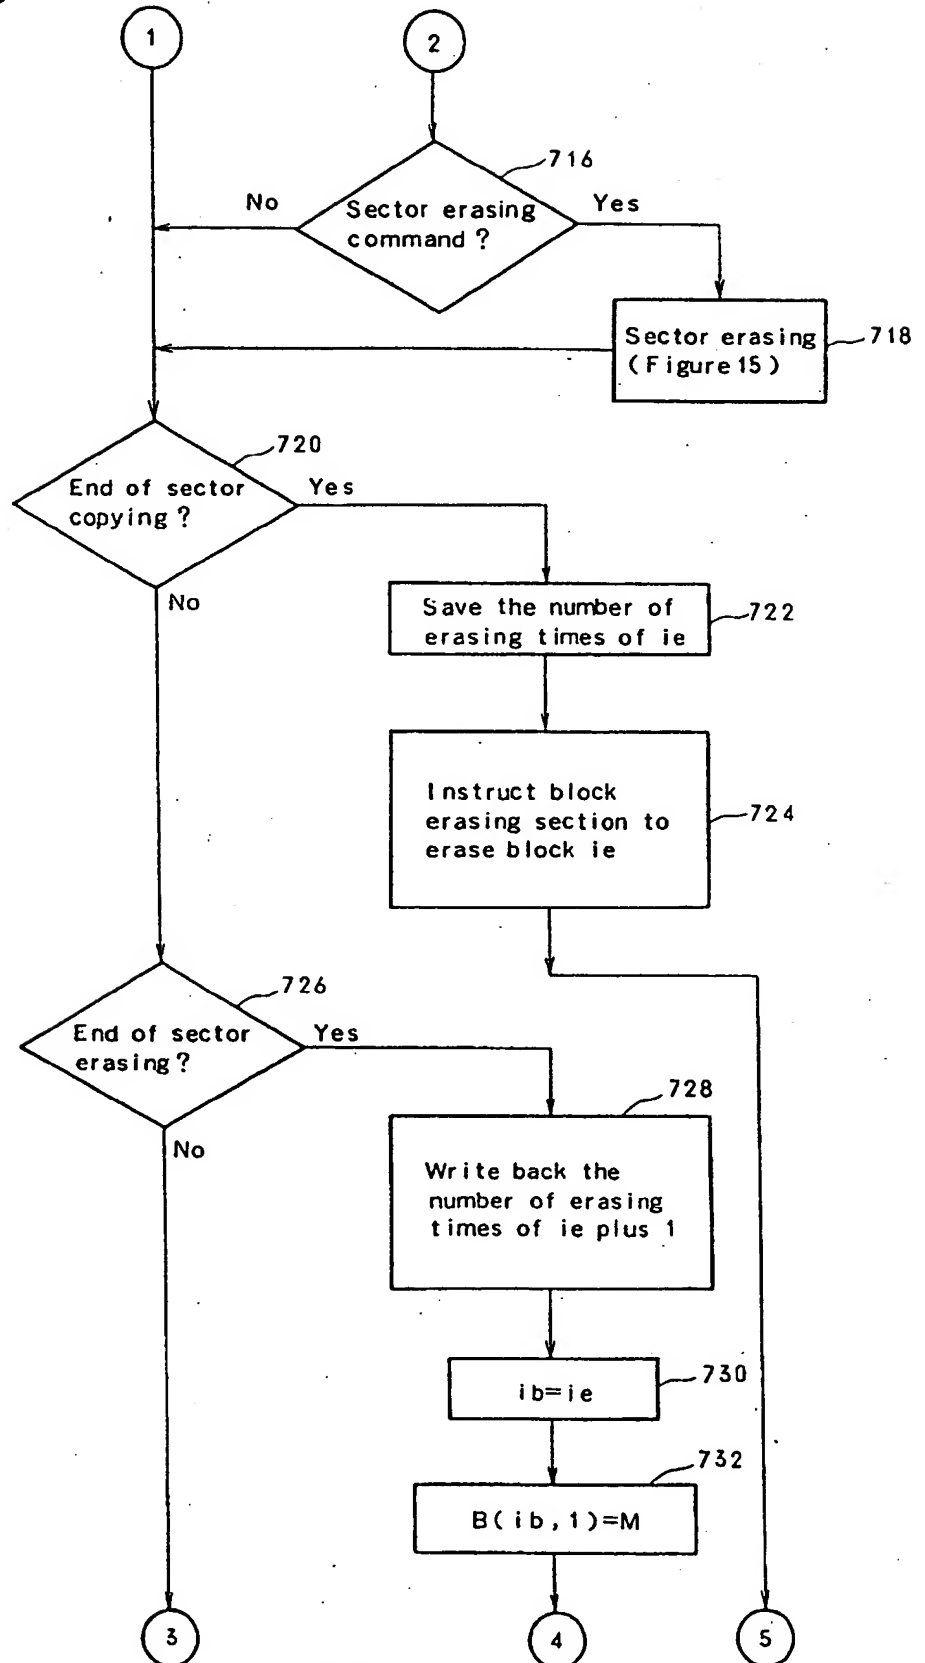 1
2
716
No
Yes
Sector erasing
command?
Sector erasing
(Figure15)
718
720
End of sector
copying?
Yes
No
Save the number of
erasing times of ie
722
Instruct block
erasing section to
erase block ie
724
726
End of sector
erasing?
Yes
No
728
Write back the
number of erasing
times of ie plus 1
ib=ie
730
732
B(ib,1)=M
3
4
5